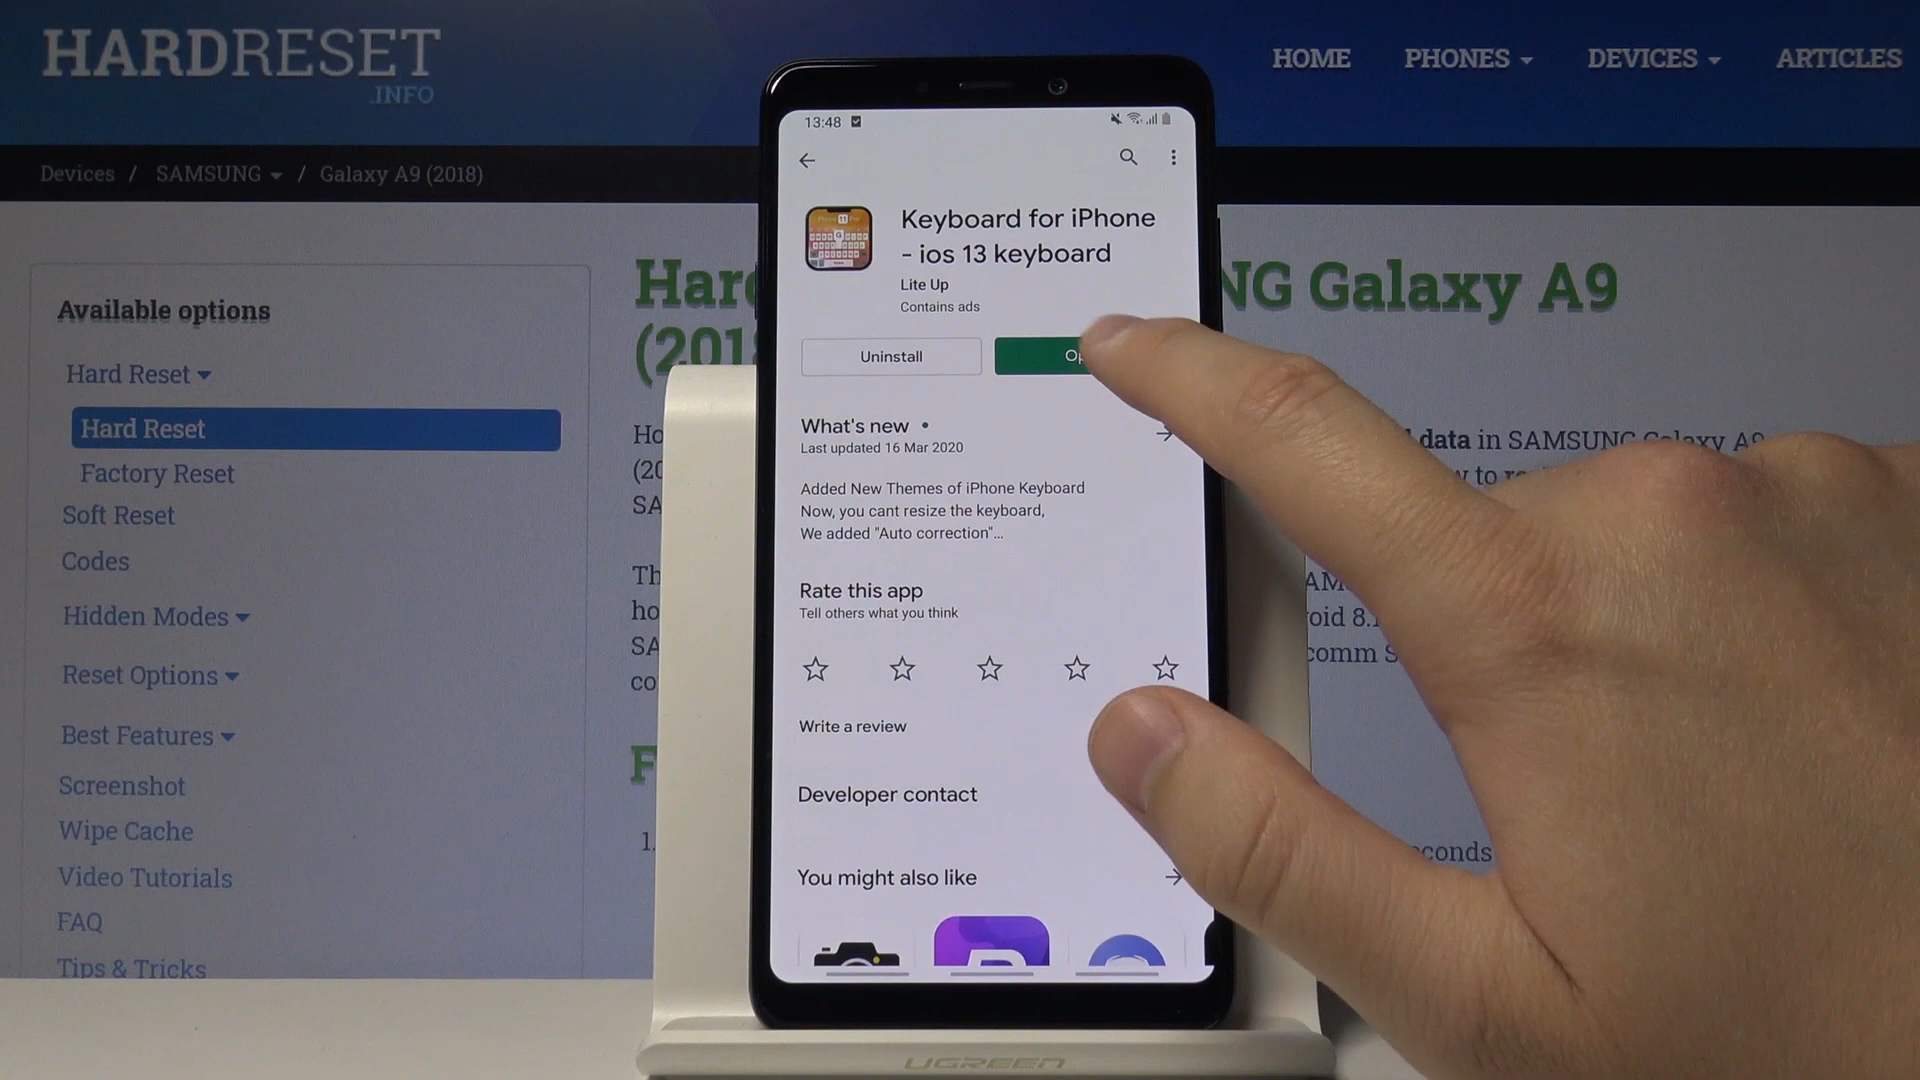 HARDRESET
.INFO
HOME PHONES DEVICES ARTICLES
Devices / SAMSUNG / Galaxy A9 (2018)
Available options
Hard Reset
Hard Reset
Factory Reset
Soft Reset
Codes
Hidden Modes
Reset Options
Best Features
Screenshot
Wipe Cache
Video Tutorials
FAQ
Tips & Tricks
Galaxy A9
data in SAMSUNG Galaxy A9
1.
13:48
Keyboard for iPhone
- ios 13 keyboard
Lite Up
Contains ads
Uninstall
What's new •
Last updated 16 Mar 2020
Added New Themes of iPhone Keyboard
Now, you cant resize the keyboard,
We added "Auto correction"...
Rate this app
Tell others what you think
Write a review
Developer contact
You might also like
UGREEN